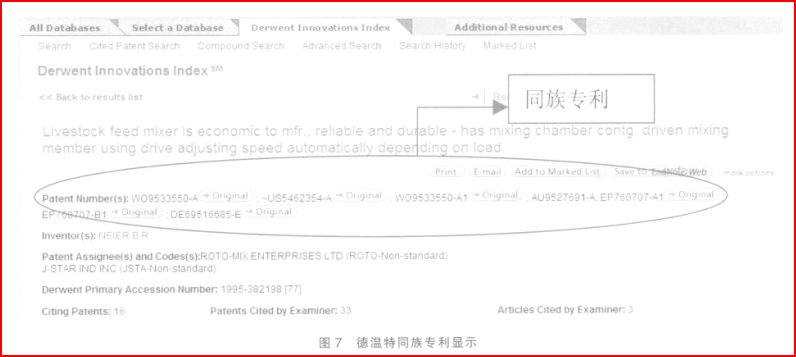 All Databases Select a Database Derwent Innovations Index Additional Resources
Search Cited Patent Search Compound Search Advanced Search Search History Marked List
Derwent Innovations Index SM
<< Back to results list
同族专利
Livestock feed mixer is economic to mfr., reliable and durable - has mixing chamber contg. driven mixing
member using drive adjusting speed automatically depending on load
Print E-mail Add to Marked List Save to EndNote Web more options
Patent Number(s): WO9533550-A → Original ; ~US5462354-A → Original ; WO9533550-A1 → Original ; AU9527691-A; EP760707-A1 → Original
EP760707-B1 → Original ; DE69516685-E → Original
Inventor(s): NEIER B R
Patent Assignee(s) and Codes(s):ROTO-MIX ENTERPRISES LTD (ROTO-Non-standard)
J-STAR IND INC (JSTA-Non-standard)
Derwent Primary Accession Number: 1995-382198 [77]
Citing Patents: 16 Patents Cited by Examiner: 33 Articles Cited by Examiner: 3
图7 德温特同族专利显示